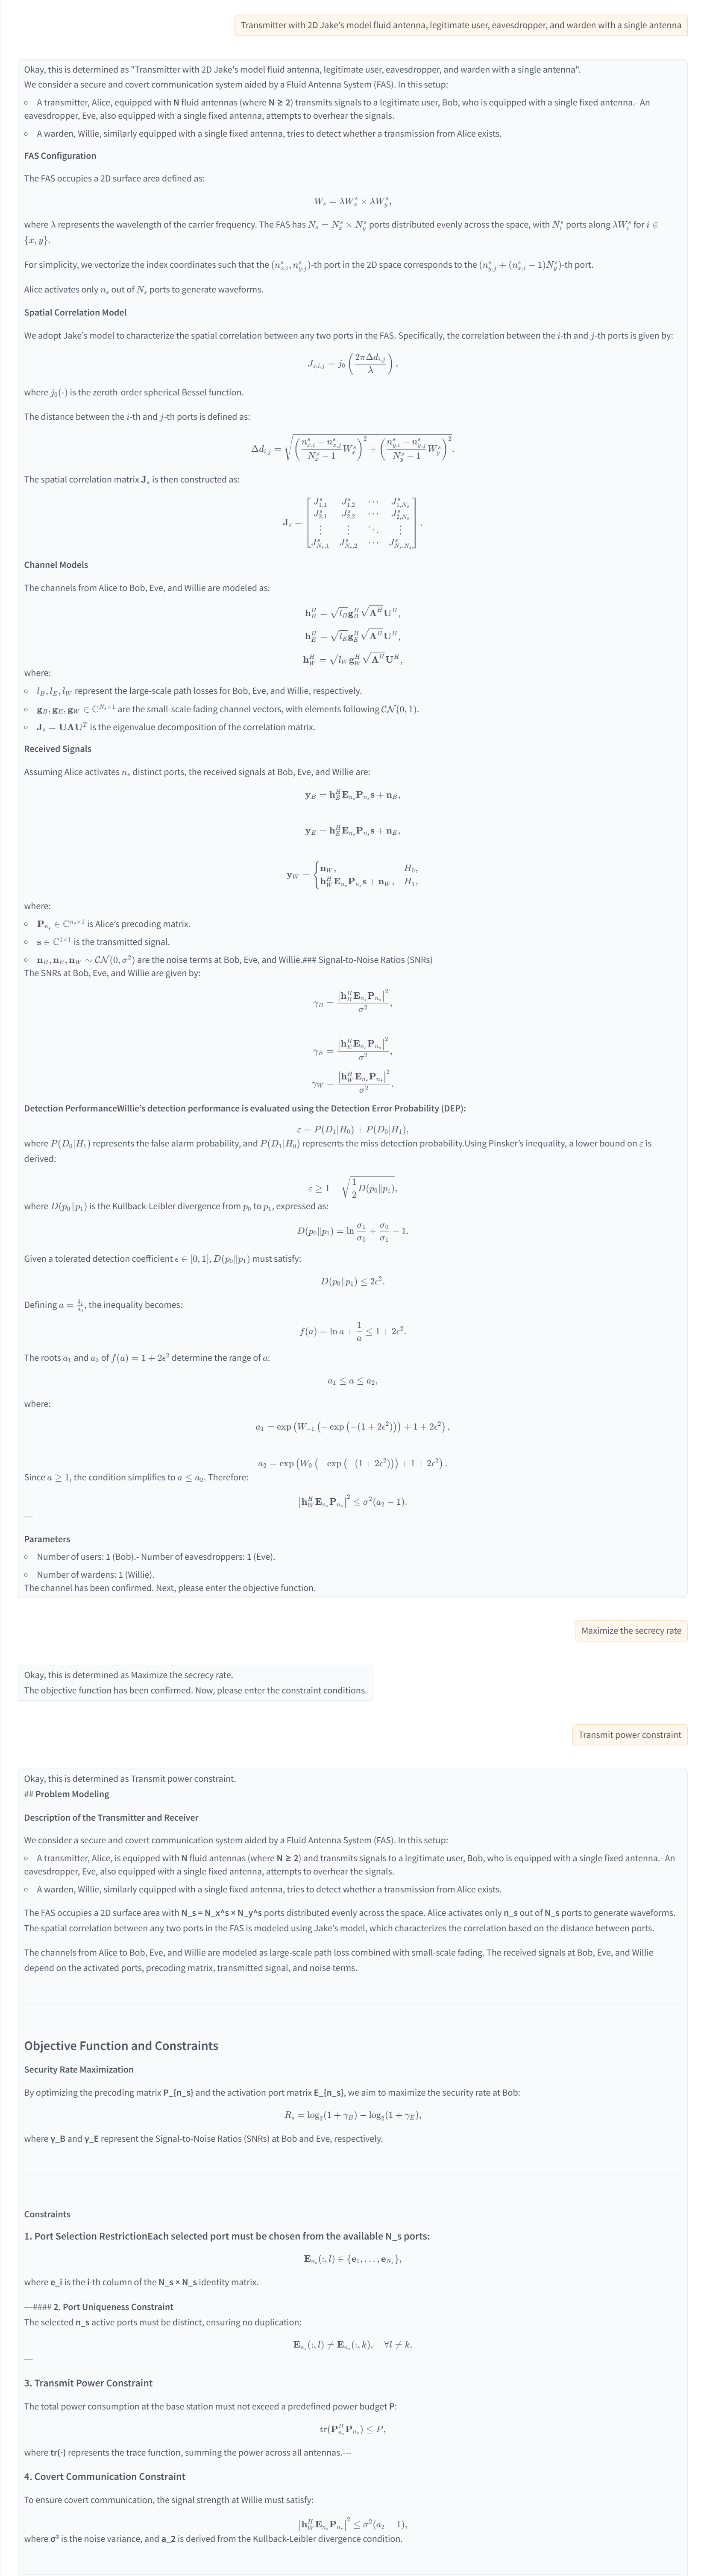 Transmitter with 2D Jake's model fluid antenna, legitimate user, eavesdropper, and warden with a single antenna
Okay, this is determined as "Transmitter with 2D Jake's model fluid antenna, legitimate user, eavesdropper, and warden with a single antenna".
We consider a secure and covert communication system aided by a Fluid Antenna System (FAS). In this setup:
○ A transmitter, Alice, equipped with N fluid antennas (where N ≥ 2) transmits signals to a legitimate user, Bob, who is equipped with a single fixed antenna.- An
eavesdropper, Eve, also equipped with a single fixed antenna, attempts to overhear the signals.
○ A warden, Willie, similarly equipped with a single fixed antenna, tries to detect whether a transmission from Alice exists.
FAS Configuration
The FAS occupies a 2D surface area defined as:
$W_s = \lambda W_x^s \times \lambda W_y^s,$
where λ represents the wavelength of the carrier frequency. The FAS has $N_s = N_x^s \times N_y^s$ ports distributed evenly across the space, with $N_i^s$ ports along $\lambda W_i^s$ for $i \in$
$\{x, y\}$.
For simplicity, we vectorize the index coordinates such that the $(n_{x,i}^s, n_{y,j}^s)$-th port in the 2D space corresponds to the $(n_{y,j}^s + (n_{x,i}^s - 1)N_y^s)$-th port.
Alice activates only $n_s$ out of $N_s$ ports to generate waveforms.
Spatial Correlation Model
We adopt Jake's model to characterize the spatial correlation between any two ports in the FAS. Specifically, the correlation between the $i$-th and $j$-th ports is given by:
$J_{s,i,j} = j_0 \left( \frac{2\pi \Delta d_{i,j}}{\lambda} \right),$
where $j_0(\cdot)$ is the zeroth-order spherical Bessel function.
The distance between the $i$-th and $j$-th ports is defined as:
$\Delta d_{i,j} = \sqrt{\left( \frac{n_{x,i}^s - n_{x,j}^s}{N_x^s - 1} W_x^s \right)^2 + \left( \frac{n_{y,i}^s - n_{y,j}^s}{N_y^s - 1} W_y^s \right)^2}.$
The spatial correlation matrix $\mathbf{J}_s$ is then constructed as:
$\mathbf{J}_s = \begin{bmatrix} J_{1,1}^s & J_{1,2}^s & \cdots & J_{1,N_s}^s \\ J_{2,1}^s & J_{2,2}^s & \cdots & J_{2,N_s}^s \\ \vdots & \vdots & \ddots & \vdots \\ J_{N_s,1}^s & J_{N_s,2}^s & \cdots & J_{N_s,N_s}^s \end{bmatrix}.$
Channel Models
The channels from Alice to Bob, Eve, and Willie are modeled as:
$\mathbf{h}_B^H = \sqrt{l_B} \mathbf{g}_B^H \sqrt{\mathbf{\Lambda}^H} \mathbf{U}^H,$
$\mathbf{h}_E^H = \sqrt{l_E} \mathbf{g}_E^H \sqrt{\mathbf{\Lambda}^H} \mathbf{U}^H,$
$\mathbf{h}_W^H = \sqrt{l_W} \mathbf{g}_W^H \sqrt{\mathbf{\Lambda}^H} \mathbf{U}^H,$
where:
○ $l_B, l_E, l_W$ represent the large-scale path losses for Bob, Eve, and Willie, respectively.
○ $\mathbf{g}_B, \mathbf{g}_E, \mathbf{g}_W \in \mathbb{C}^{N_s \times 1}$ are the small-scale fading channel vectors, with elements following $\mathcal{CN}(0, 1)$.
○ $\mathbf{J}_s = \mathbf{U} \mathbf{\Lambda} \mathbf{U}^T$ is the eigenvalue decomposition of the correlation matrix.
Received Signals
Assuming Alice activates $n_s$ distinct ports, the received signals at Bob, Eve, and Willie are:
$\mathbf{y}_B = \mathbf{h}_B^H \mathbf{E}_{n_s} \mathbf{P}_{n_s} \mathbf{s} + \mathbf{n}_B,$
$\mathbf{y}_E = \mathbf{h}_E^H \mathbf{E}_{n_s} \mathbf{P}_{n_s} \mathbf{s} + \mathbf{n}_E,$
$\mathbf{y}_W = \begin{cases} \mathbf{n}_W, & H_0, \\ \mathbf{h}_W^H \mathbf{E}_{n_s} \mathbf{P}_{n_s} \mathbf{s} + \mathbf{n}_W, & H_1, \end{cases}$
where:
○ $\mathbf{P}_{n_s} \in \mathbb{C}^{n_s \times 1}$ is Alice's precoding matrix.
○ $\mathbf{s} \in \mathbb{C}^{1 \times 1}$ is the transmitted signal.
○ $\mathbf{n}_B, \mathbf{n}_E, \mathbf{n}_W \sim \mathcal{CN}(0, \sigma^2)$ are the noise terms at Bob, Eve, and Willie.### Signal-to-Noise Ratios (SNRs)
The SNRs at Bob, Eve, and Willie are given by:
$\gamma_B = \frac{|\mathbf{h}_B^H \mathbf{E}_{n_s} \mathbf{P}_{n_s}|^2}{\sigma^2},$
$\gamma_E = \frac{|\mathbf{h}_E^H \mathbf{E}_{n_s} \mathbf{P}_{n_s}|^2}{\sigma^2},$
$\gamma_W = \frac{|\mathbf{h}_W^H \mathbf{E}_{n_s} \mathbf{P}_{n_s}|^2}{\sigma^2}.$
Detection PerformanceWillie's detection performance is evaluated using the Detection Error Probability (DEP):
$\varepsilon = P(D_1|H_0) + P(D_1|H_0),$
where $P(D_0|H_1)$ represents the false alarm probability, and $P(D_1|H_0)$ represents the miss detection probability.Using Pinsker's inequality, a lower bound on $\varepsilon$ is
derived:
$\varepsilon \geq 1 - \sqrt{\frac{1}{2} D(p_0 \| p_1)},$
where $D(p_0 \| p_1)$ is the Kullback-Leibler divergence from $p_0$ to $p_1$, expressed as:
$D(p_0 \| p_1) = \ln \frac{\sigma_1}{\sigma_0} + \frac{\sigma_0}{\sigma_1} - 1.$
Given a tolerated detection coefficient $\epsilon \in [0, 1]$, $D(p_0 \| p_1)$ must satisfy:
$D(p_0 \| p_1) \leq 2\epsilon^2.$
Defining $a =$ , the inequality becomes:
$f(a) = \ln a + \frac{1}{a} \leq 1 + 2\epsilon^2.$
The roots $a_1$ and $a_2$ of $f(a) = 1 + 2\epsilon^2$ determine the range of $a$:
$a_1 \leq a \leq a_2,$
where:
$a_1 = \exp \left( W_{-1} \left( -\exp \left( -(1 + 2\epsilon^2) \right) \right) + 1 + 2\epsilon^2 \right),$
$a_2 = \exp \left( W_0 \left( -\exp \left( -(1 + 2\epsilon^2) \right) \right) + 1 + 2\epsilon^2 \right).$
Since $a \geq 1$, the condition simplifies to $a \leq a_2$. Therefore:
$|\mathbf{h}_W^H \mathbf{E}_{n_s} \mathbf{P}_{n_s}|^2 \leq \sigma^2 (a_2 - 1).$
---
Parameters
○ Number of users: 1 (Bob).- Number of eavesdroppers: 1 (Eve).
○ Number of wardens: 1 (Willie).
The channel has been confirmed. Next, please enter the objective function.
Maximize the secrecy rate
Okay, this is determined as Maximize the secrecy rate.
The objective function has been confirmed. Now, please enter the constraint conditions.
Transmit power constraint
Okay, this is determined as Transmit power constraint.
## Problem Modeling
Description of the Transmitter and Receiver
We consider a secure and covert communication system aided by a Fluid Antenna System (FAS). In this setup:
○ A transmitter, Alice, is equipped with N fluid antennas (where N ≥ 2) and transmits signals to a legitimate user, Bob, who is equipped with a single fixed antenna.- An
eavesdropper, Eve, also equipped with a single fixed antenna, attempts to overhear the signals.
○ A warden, Willie, similarly equipped with a single fixed antenna, tries to detect whether a transmission from Alice exists.
The FAS occupies a 2D surface area with N_s = N_x^s × N_y^s ports distributed evenly across the space. Alice activates only n_s out of N_s ports to generate waveforms.
The spatial correlation between any two ports in the FAS is modeled using Jake's model, which characterizes the correlation based on the distance between ports.
The channels from Alice to Bob, Eve, and Willie are modeled as large-scale path loss combined with small-scale fading. The received signals at Bob, Eve, and Willie
depend on the activated ports, precoding matrix, transmitted signal, and noise terms.
Objective Function and Constraints
Security Rate Maximization
By optimizing the precoding matrix P_{n_s} and the activation port matrix E_{n_s}, we aim to maximize the security rate at Bob:
$R_s = \log_2(1 + \gamma_B) - \log_2(1 + \gamma_E),$
where γ_B and γ_E represent the Signal-to-Noise Ratios (SNRs) at Bob and Eve, respectively.
Constraints
1. Port Selection RestrictionEach selected port must be chosen from the available N_s ports:
$\mathbf{E}_{n_s}(:, l) \in \{\mathbf{e}_1, \ldots, \mathbf{e}_{N_s}\},$
where e_i is the i-th column of the N_s × N_s identity matrix.
---#### 2. Port Uniqueness Constraint
The selected n_s active ports must be distinct, ensuring no duplication:
$\mathbf{E}_{n_s}(:, l) \neq \mathbf{E}_{n_s}(:, k), \quad \forall l \neq k.$
---
3. Transmit Power Constraint
The total power consumption at the base station must not exceed a predefined power budget P:
$\text{tr}(\mathbf{P}_{n_s}^H \mathbf{P}_{n_s}) \leq P,$
where tr(·) represents the trace function, summing the power across all antennas.---
4. Covert Communication Constraint
To ensure covert communication, the signal strength at Willie must satisfy:
$|\mathbf{h}_W^H \mathbf{E}_{n_s} \mathbf{P}_{n_s}|^2 \leq \sigma^2 (a_2 - 1),$
where σ² is the noise variance, and a_2 is derived from the Kullback-Leibler divergence condition.